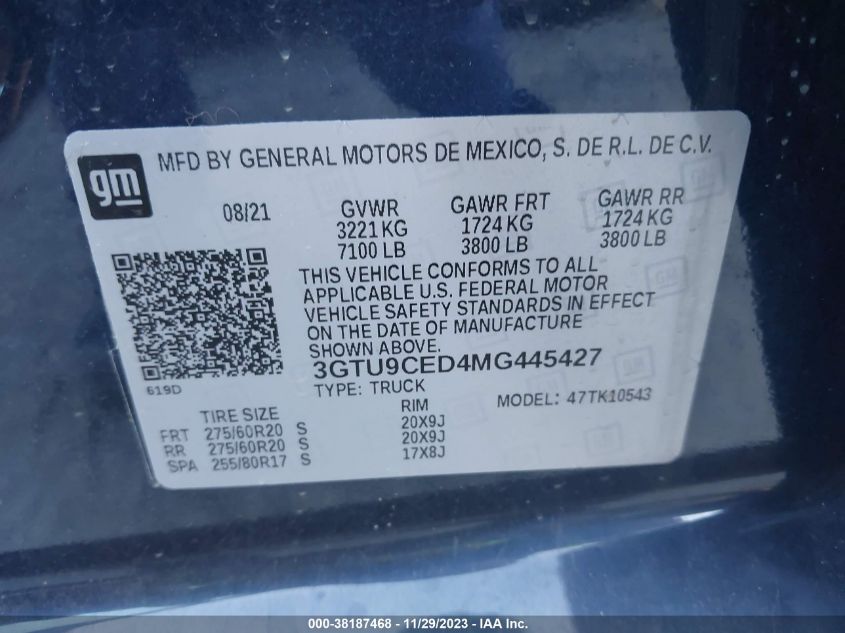 gm
MFD BY GENERAL MOTORS DE MEXICO, S. DE R.L. DE C.V.
08/21 GVWR GAWR FRT GAWR RR
3221 KG 1724 KG 1724 KG
7100 LB 3800 LB 3800 LB
THIS VEHICLE CONFORMS TO ALL
APPLICABLE U.S. FEDERAL MOTOR
VEHICLE SAFETY STANDARDS IN EFFECT
ON THE DATE OF MANUFACTURE
SHOWN ABOVE.
619D
3GTU9CED4MG445427
TYPE: TRUCK MODEL: 47TK10543
TIRE SIZE RIM
FRT 275/60R20 S 20X9J
RR 275/60R20 S 20X9J
SPA 255/80R17 S 17X8J
000-38187468 - 11/29/2023 - IAA Inc.